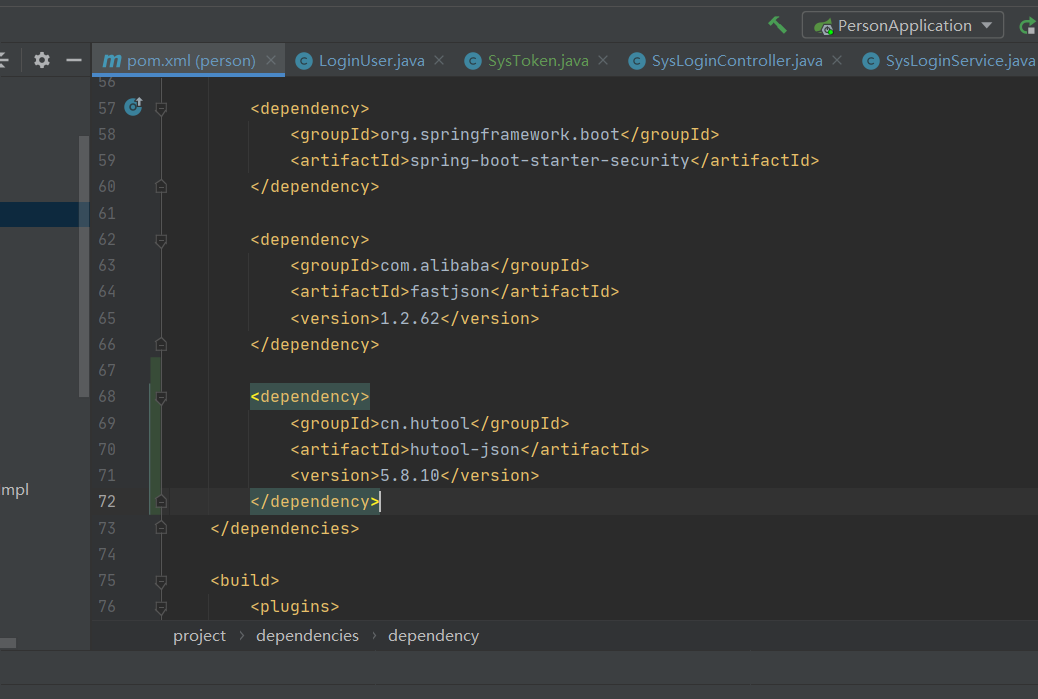 PersonApplication
pom.xml (person) LoginUser.java SysToken.java SysLoginController.java SysLoginService.java
56
57 <dependency>
58 <groupId>org.springframework.boot</groupId>
59 <artifactId>spring-boot-starter-security</artifactId>
60 </dependency>
61
62 <dependency>
63 <groupId>com.alibaba</groupId>
64 <artifactId>fastjson</artifactId>
65 <version>1.2.62</version>
66 </dependency>
67
68 <dependency>
69 <groupId>cn.hutool</groupId>
70 <artifactId>hutool-json</artifactId>
71 <version>5.8.10</version>
mpl
72 </dependency>
73 </dependencies>
74
75 <build>
76 <plugins>
project › dependencies › dependency